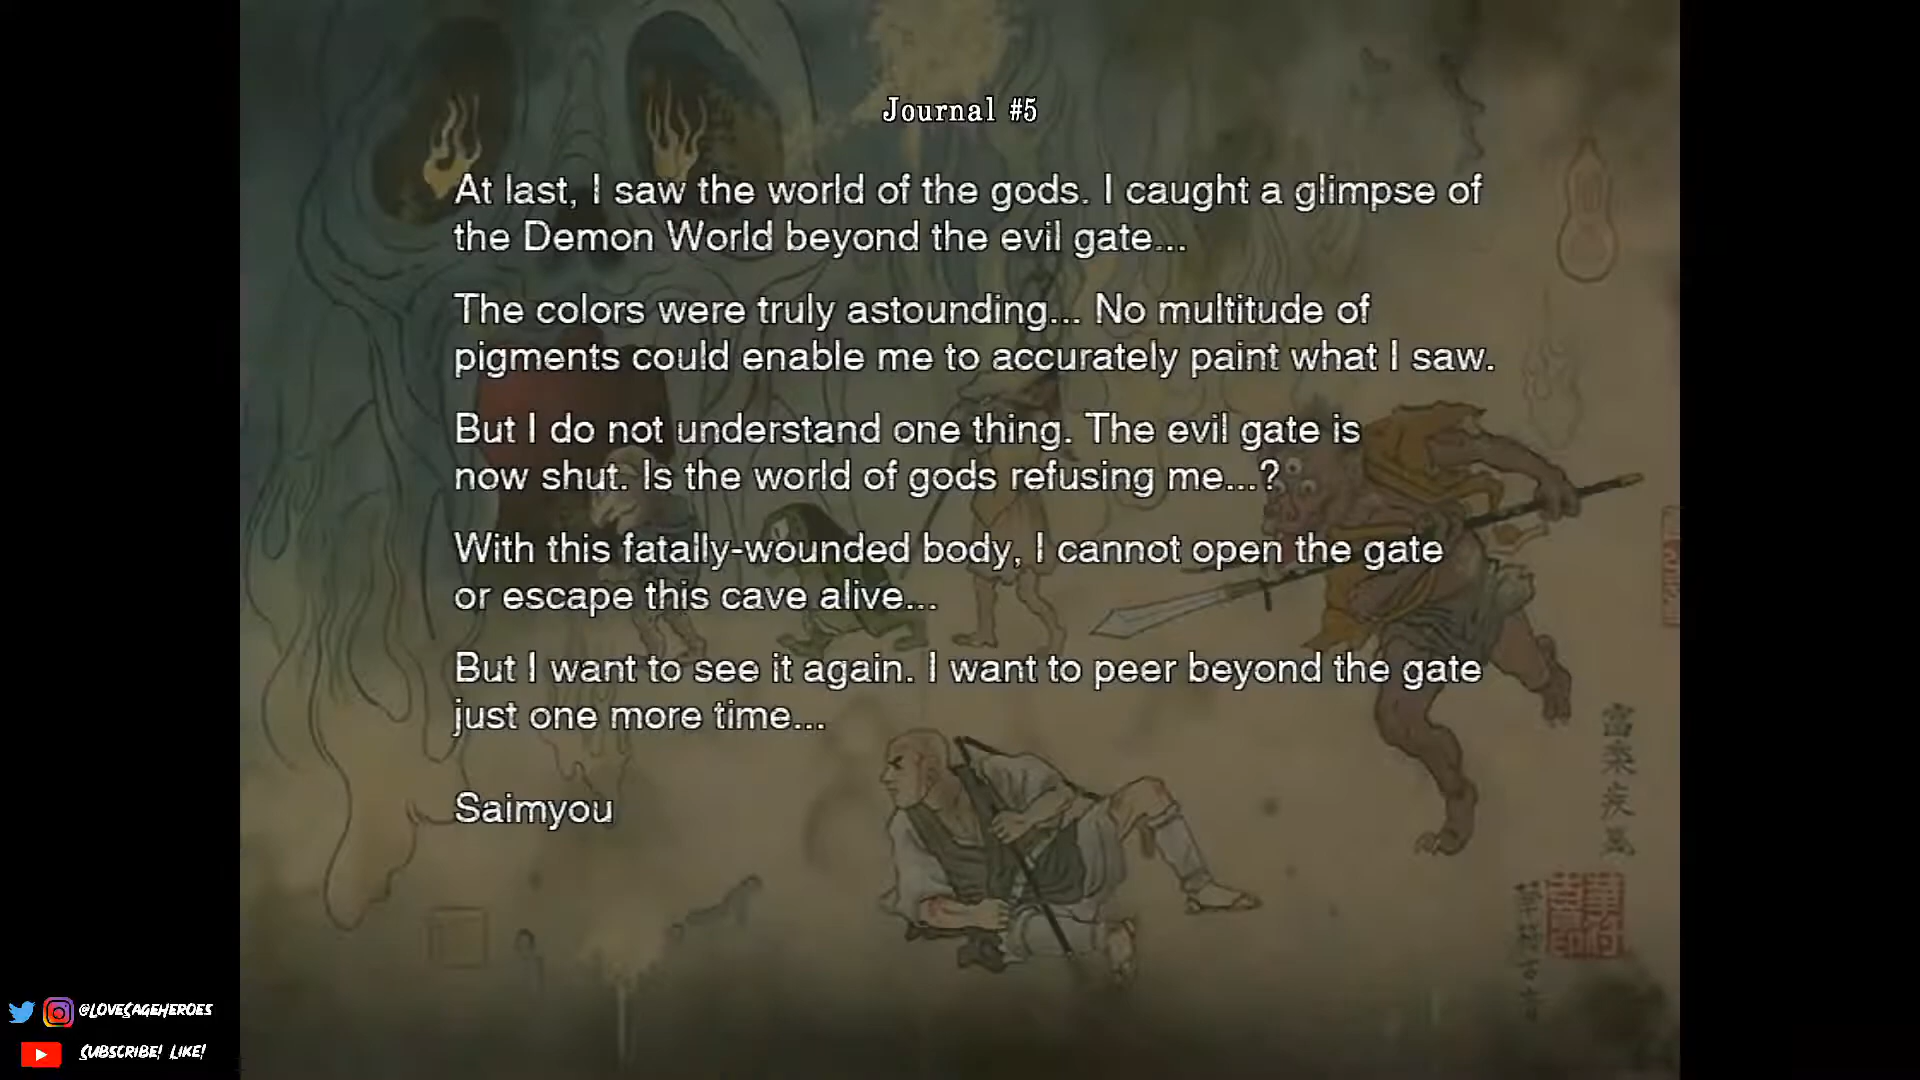 Journal #5
At last, I saw the world of the gods. I caught a glimpse of
the Demon World beyond the evil gate...
The colors were truly astounding... No multitude of
pigments could enable me to accurately paint what I saw.
But I do not understand one thing. The evil gate is
now shut. Is the world of gods refusing me...?
With this fatally-wounded body, I cannot open the gate
or escape this cave alive...
But I want to see it again. I want to peer beyond the gate
just one more time...
Saimyou
@LoveSageHeroes
Subscribe! Like!